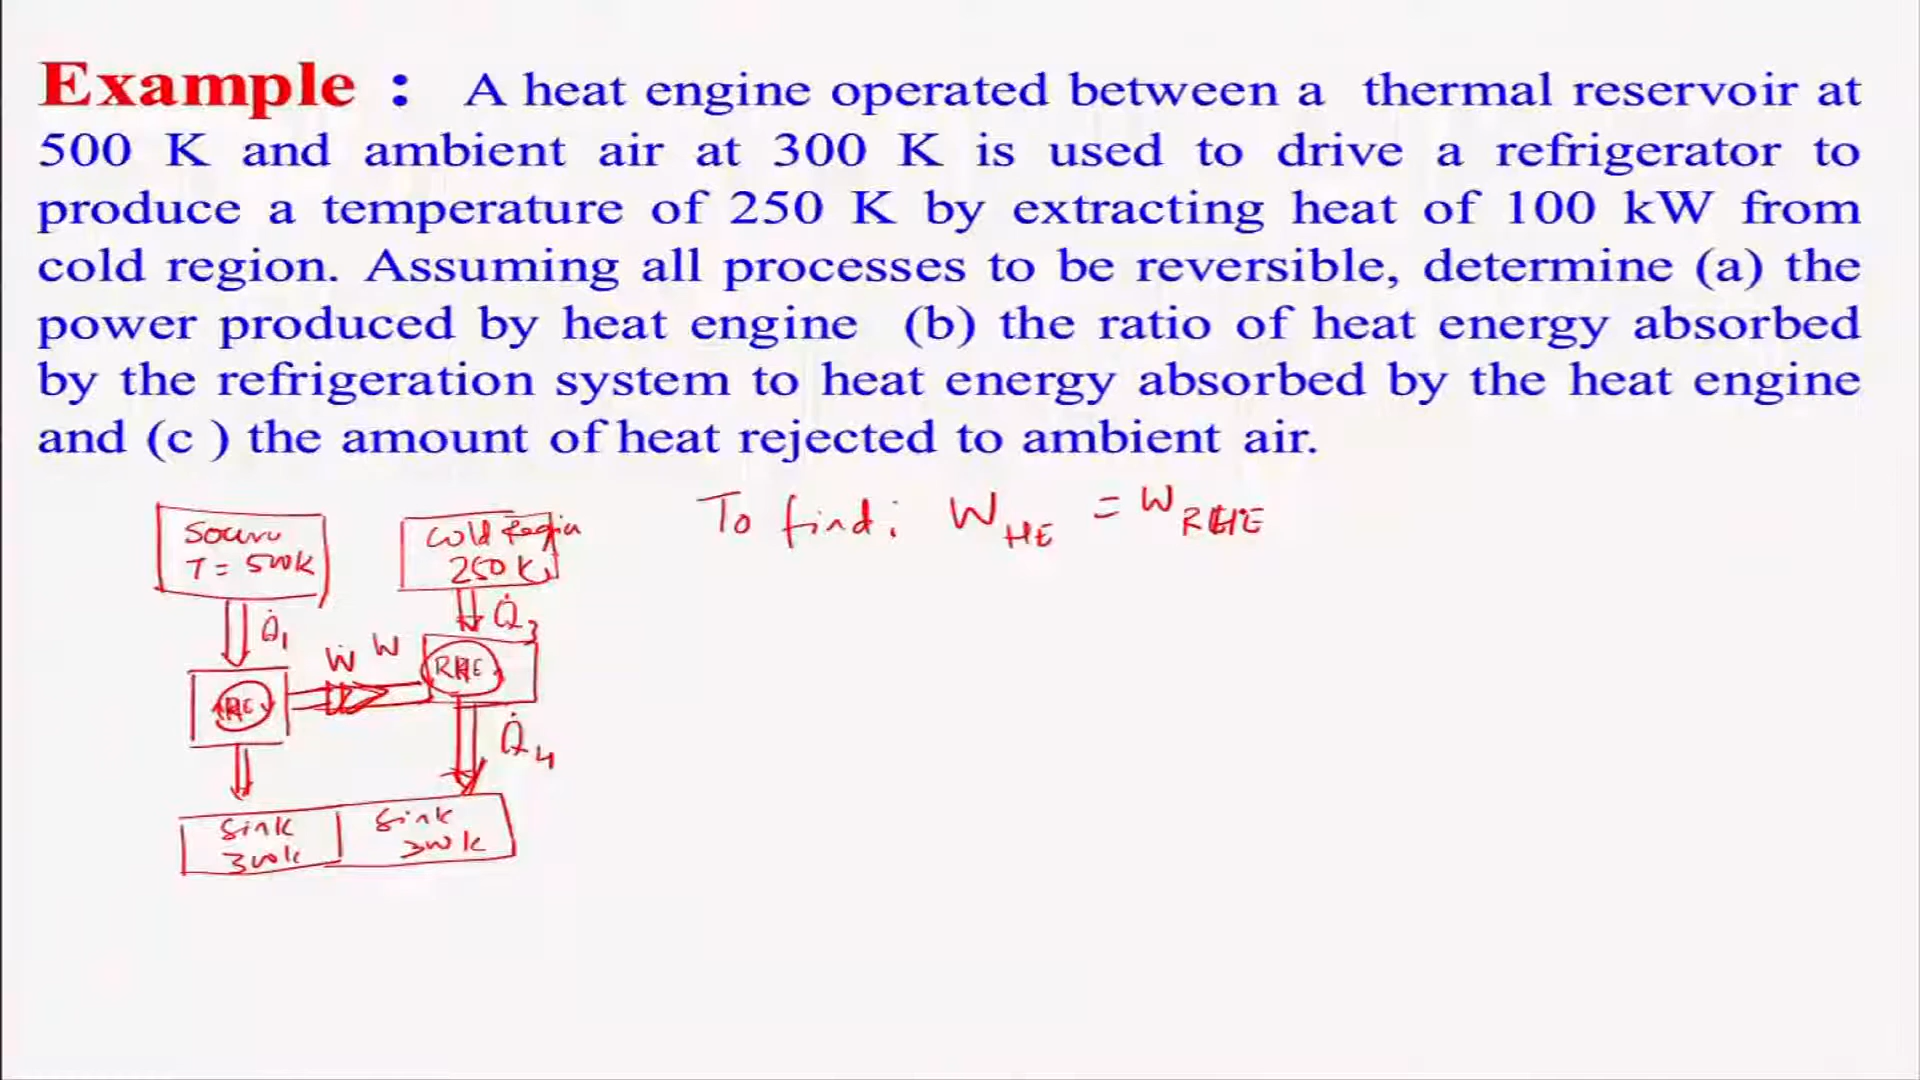 Example : A heat engine operated between a thermal reservoir at
500 K and ambient air at 300 K is used to drive a refrigerator to
produce a temperature of 250 K by extracting heat of 100 kW from
cold region. Assuming all processes to be reversible, determine (a) the
power produced by heat engine (b) the ratio of heat energy absorbed
by the refrigeration system to heat energy absorbed by the heat engine
and (c ) the amount of heat rejected to ambient air.
To find: W HE = W RHE
T = 500K
Cold Region
250 K
Q̇1
Q̇3
Ẇ W
RHE
HE
Q̇4
Sink
300K
Sink
300K